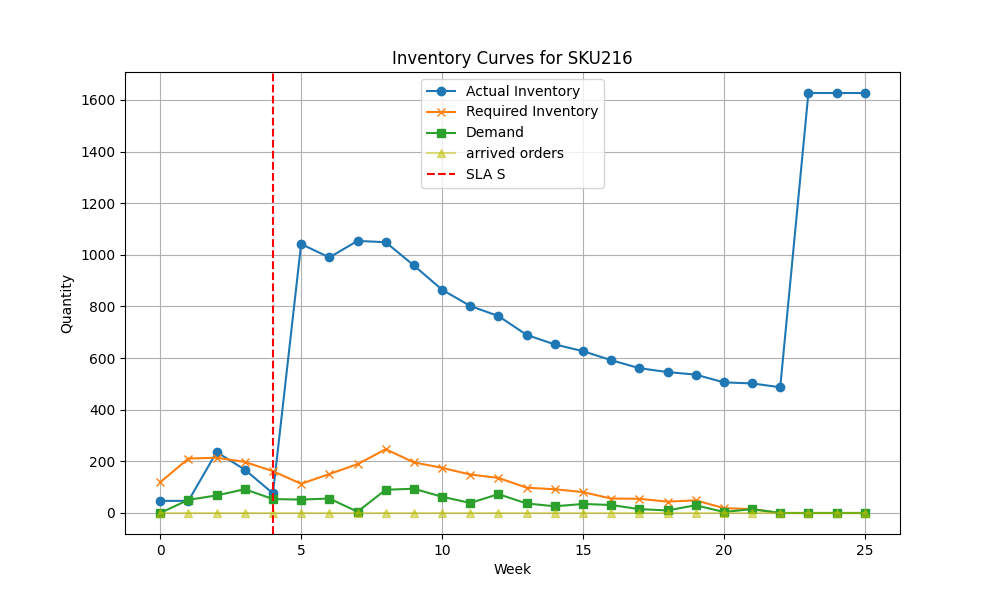 Inventory Curves for SKU216
Actual Inventory
Required Inventory
Demand
arrived orders
SLA S
Quantity
1600
1400
1200
1000
800
600
400
200
0
0
5
10
15
20
25
Week